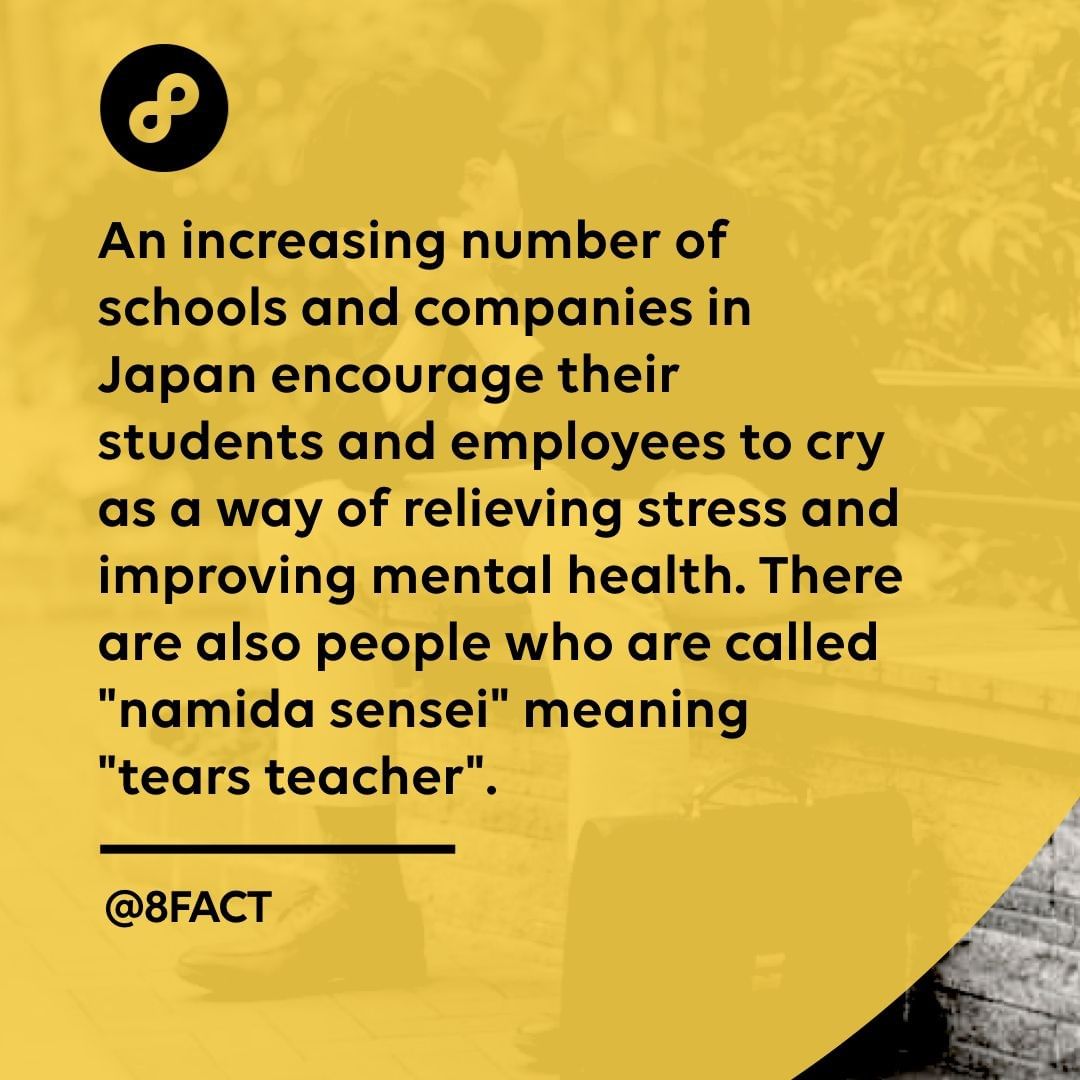 An increasing number of
schools and companies in
Japan encourage their
students and employees to cry
as a way of relieving stress and
improving mental health. There
are also people who are called
"namida sensei" meaning
"tears teacher".
@8FACT